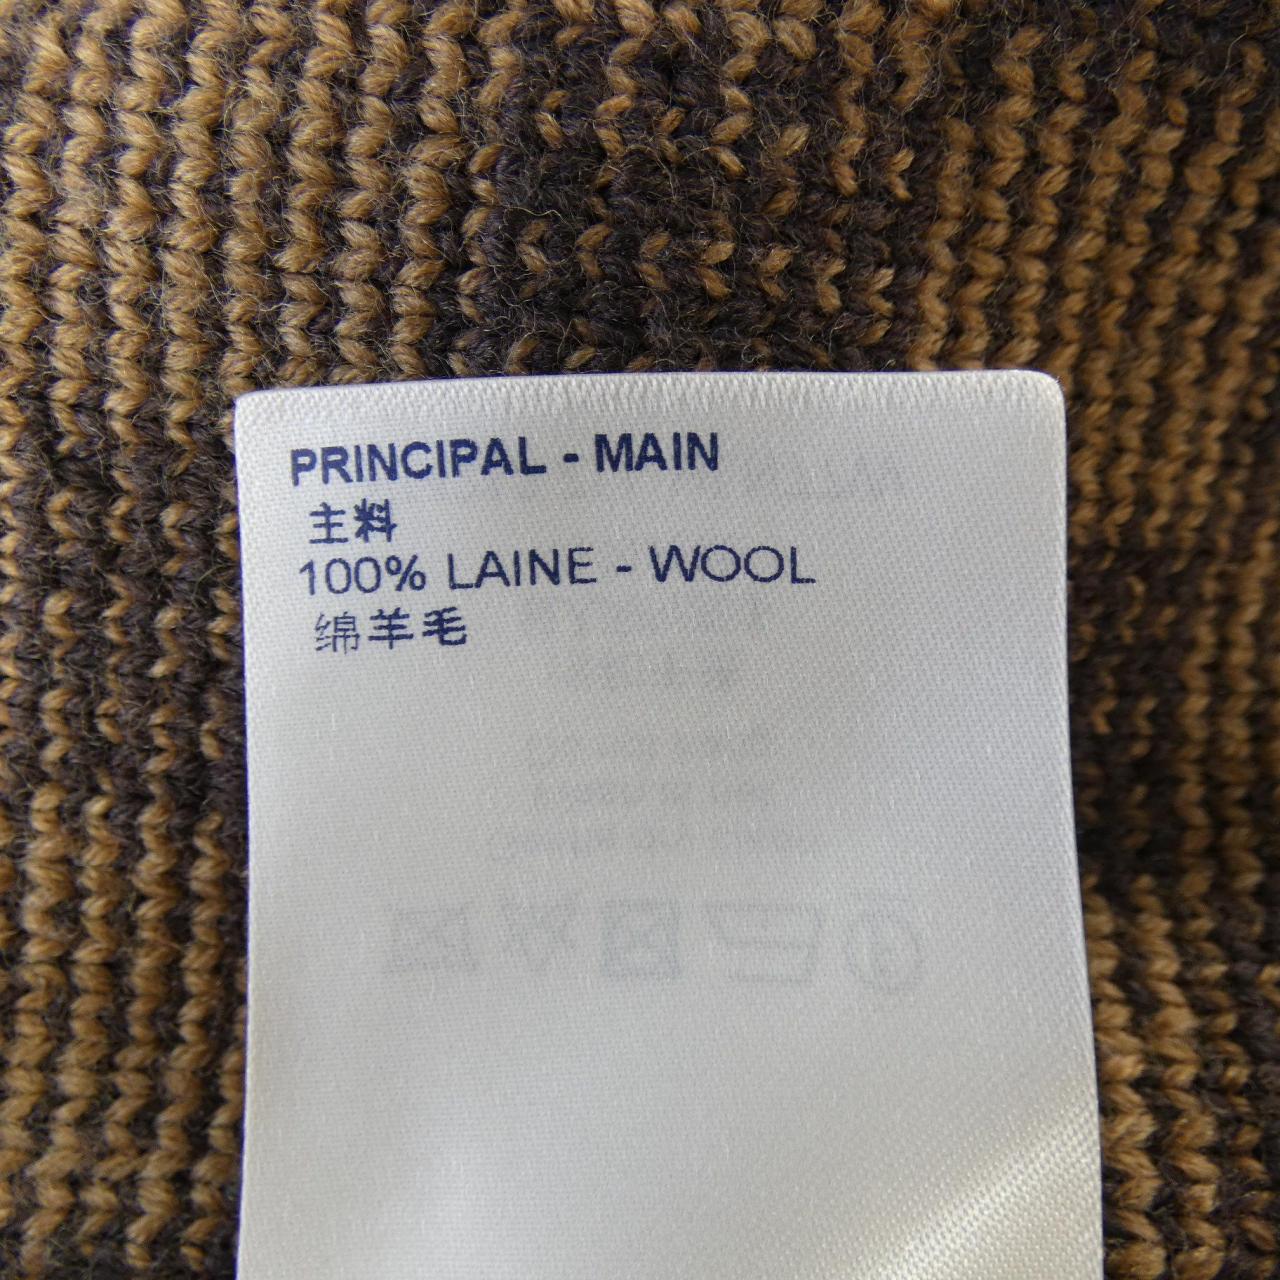 PRINCIPAL - MAIN
主料
100% LAINE - WOOL
绵羊毛